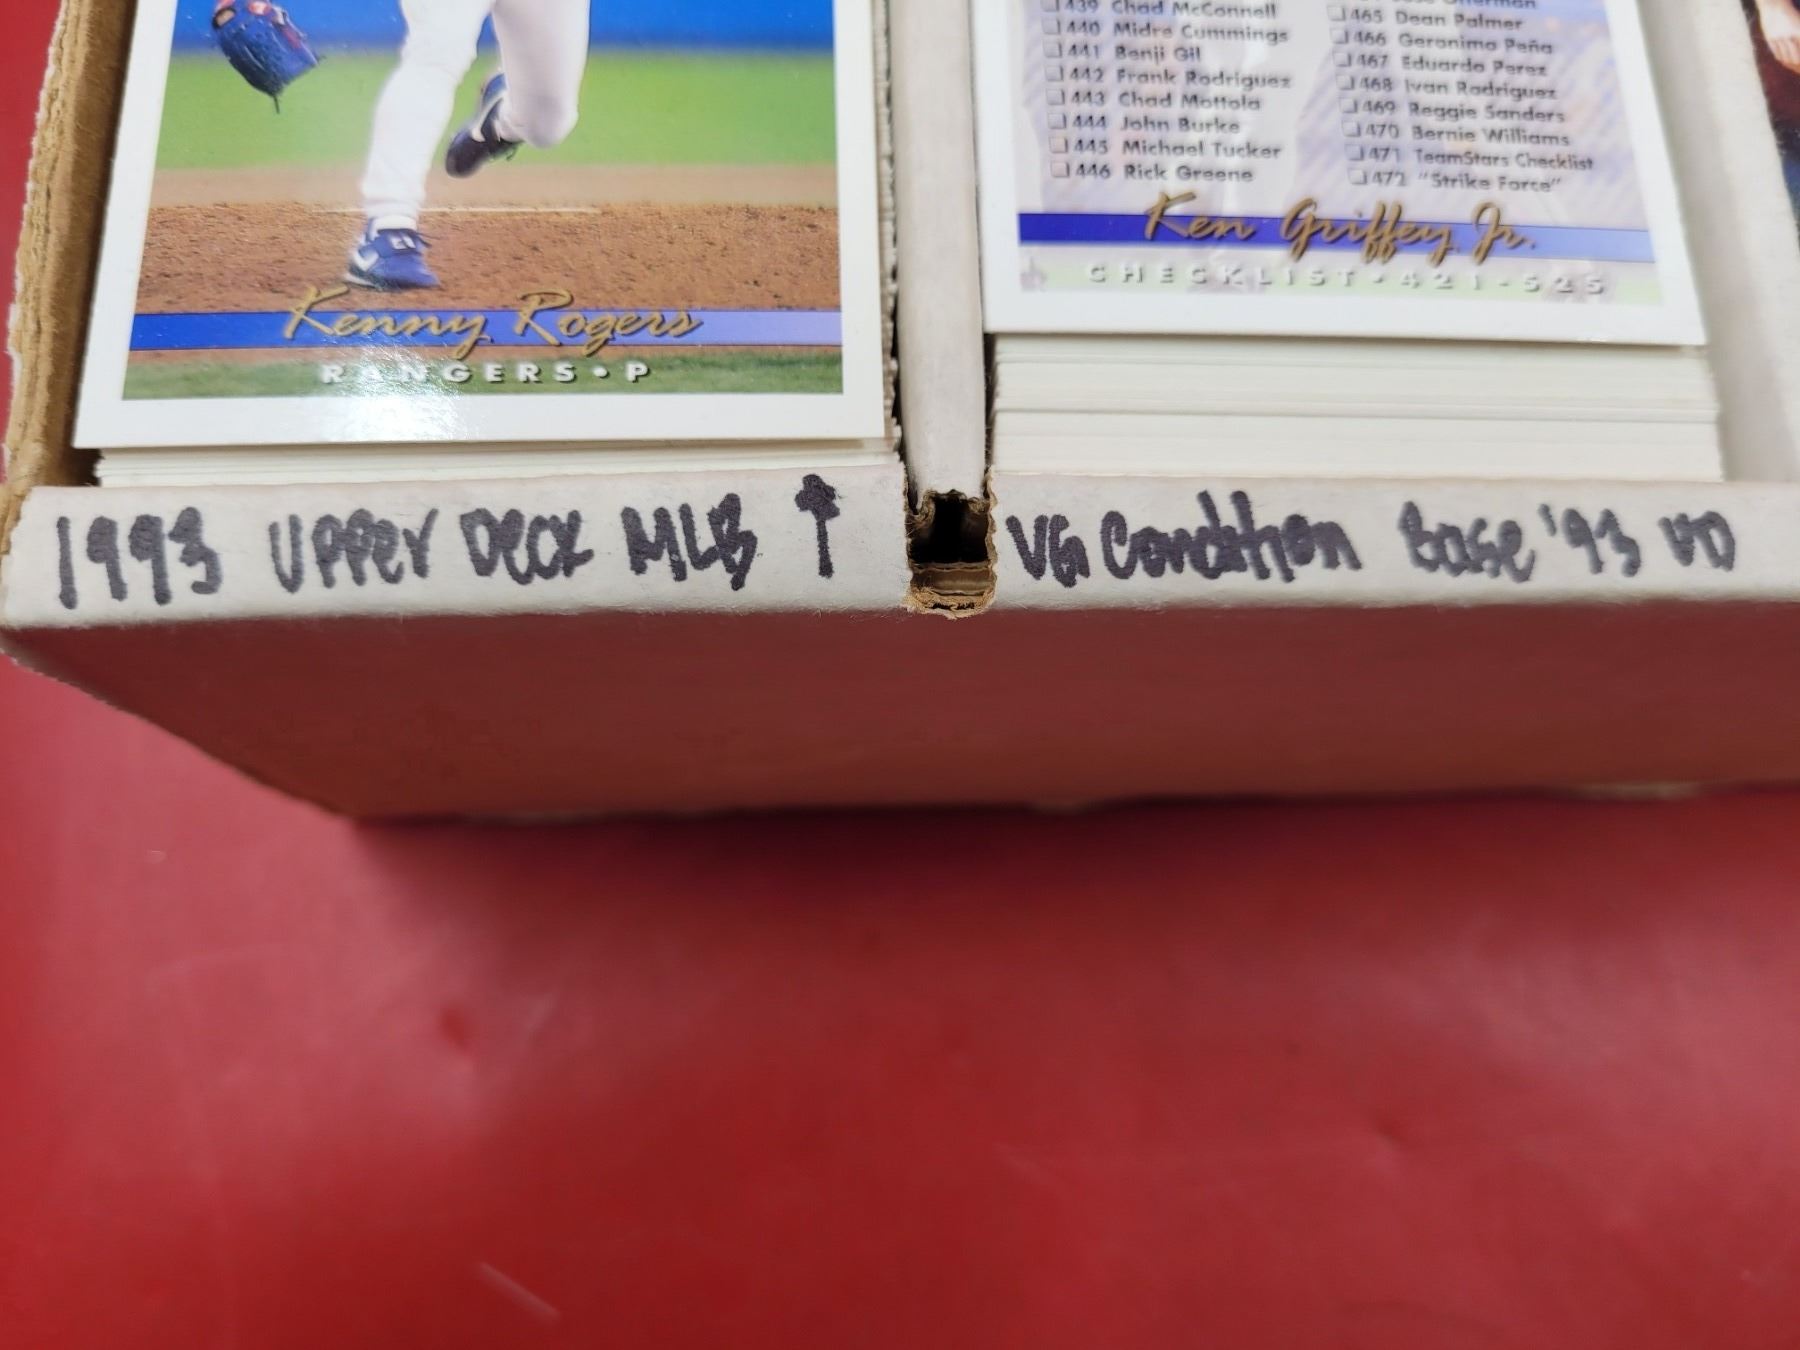 439 Chad McConnell
440 Midre Cummings
441 Benji Gil
442 Frank Rodriguez
443 Chad Mottola
444 John Burke
445 Michael Tucker
446 Rick Greene
465 Dean Palmer
466 Geronimo Peña
467 Eduardo Perez
468 Ivan Rodriguez
469 Reggie Sanders
470 Bernie Williams
471 TeamStars Checklist
472 "Strike Force"
Ken Griffey Jr.
CHECKLIST • 421 - 525
Kenny Rogers
RANGERS • P
1993 UPPER DECK MLB ↑
VG Condition Base '93 UD